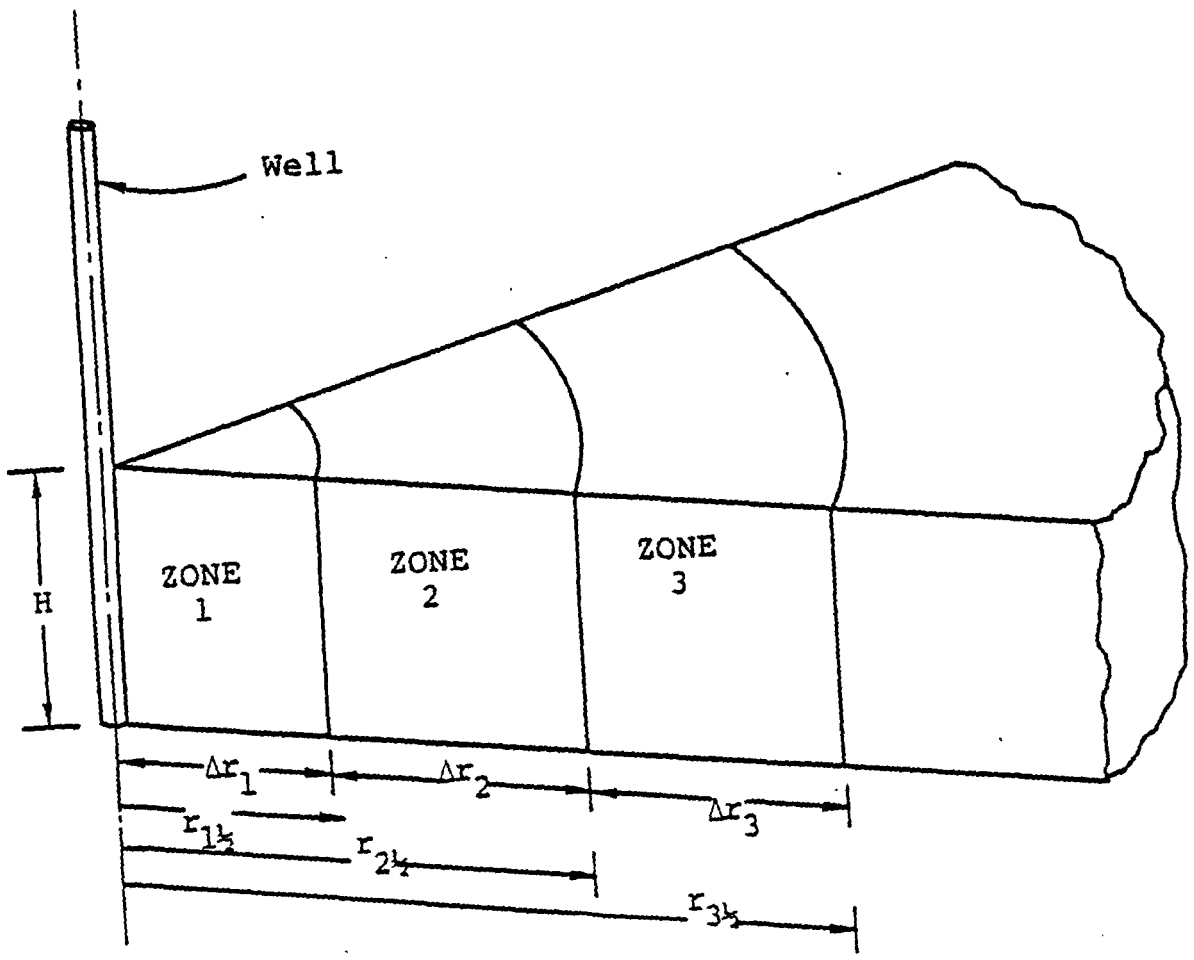 Well
ZONE
1
ZONE
2
ZONE
3
H
Δr₁
Δr₂
Δr₃
r₁½
r₂½
r₃½